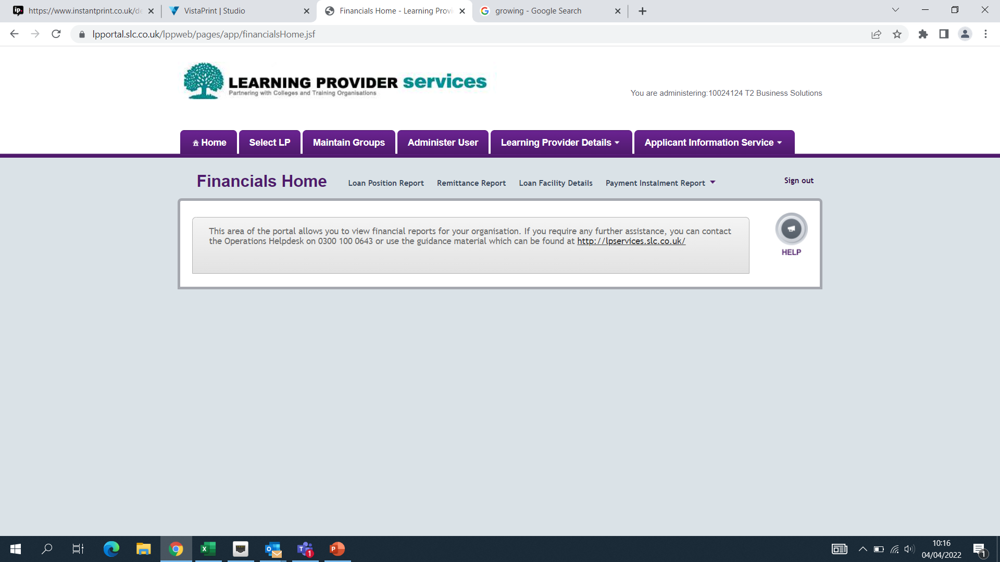 https://www.instantprint.co.uk/de
VistaPrint | Studio
Financials Home - Learning Provi
growing - Google Search
lpportal.slc.co.uk/lppweb/pages/app/financialsHome.jsf
LEARNING PROVIDER services
Partnering with Colleges and Training Organisations
You are administering:10024124 T2 Business Solutions
Home
Select LP
Maintain Groups
Administer User
Learning Provider Details
Applicant Information Service
Financials Home
Loan Position Report
Remittance Report
Loan Facility Details
Payment Instalment Report
Sign out
This area of the portal allows you to view financial reports for your organisation. If you require any further assistance, you can contact
the Operations Helpdesk on 0300 100 0643 or use the guidance material which can be found at http://lpservices.slc.co.uk/
HELP
10:16
04/04/2022
1
1